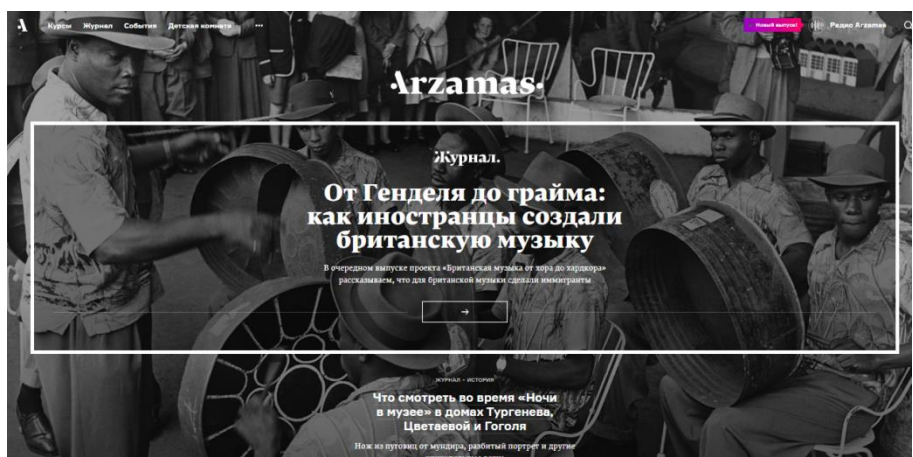 Курсы Журнал События Детская комната ...
Новый выпуск! Радио Arzamas
Arzamas
Журнал.
От Генделя до грайма:
как иностранцы создали
британскую музыку
В очередном выпуске проекта «Британская музыка от хора до хардкора»
рассказываем, что для британской музыки сделали иммигранты
→
ЖУРНАЛ • ИСТОРИЯ
Что смотреть во время «Ночи
в музее» в домах Тургенева,
Цветаевой и Гоголя
Нож из пуговиц от мундира, разбитый портрет и другие